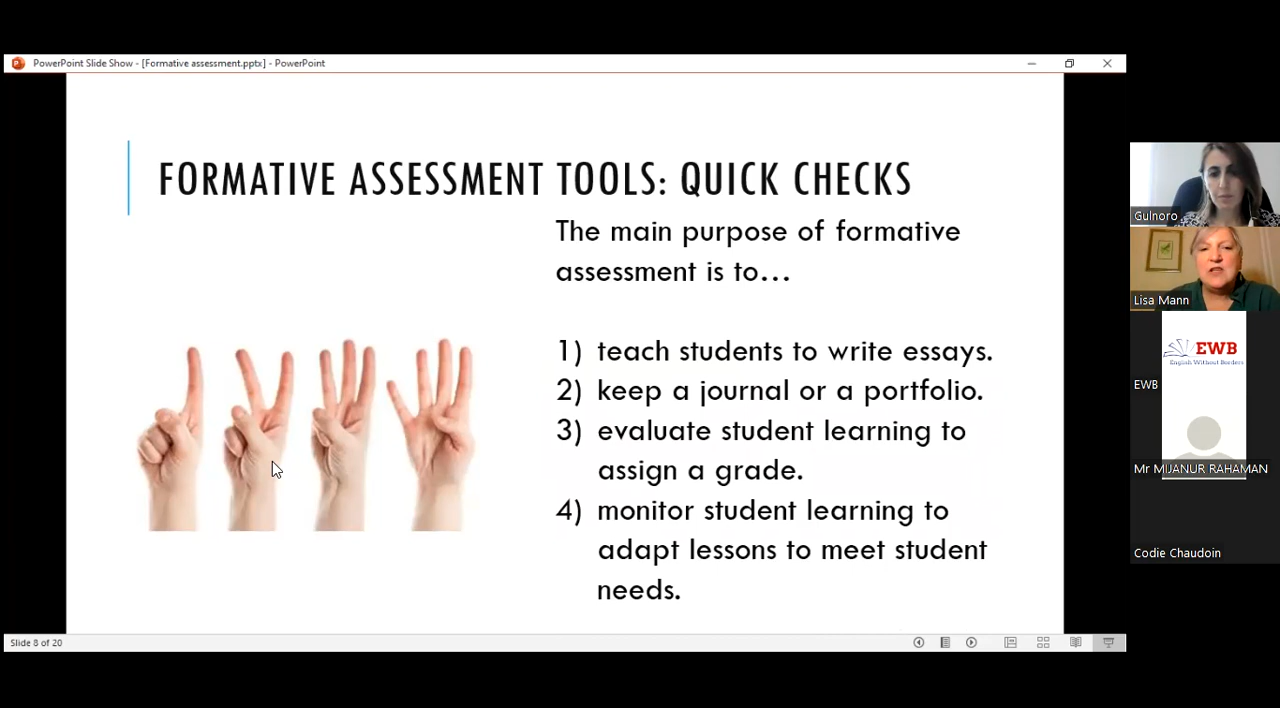 PowerPoint Slide Show - [Formative assessment.pptx] - PowerPoint
FORMATIVE ASSESSMENT TOOLS: QUICK CHECKS
The main purpose of formative
assessment is to...
1) teach students to write essays.
2) keep a journal or a portfolio.
3) evaluate student learning to
assign a grade.
4) monitor student learning to
adapt lessons to meet student
needs.
Slide 8 of 20
Gulnoro
Lisa Mann
EWB
English Without Borders
EWB
Mr MIJANUR RAHAMAN
Codie Chaudoin